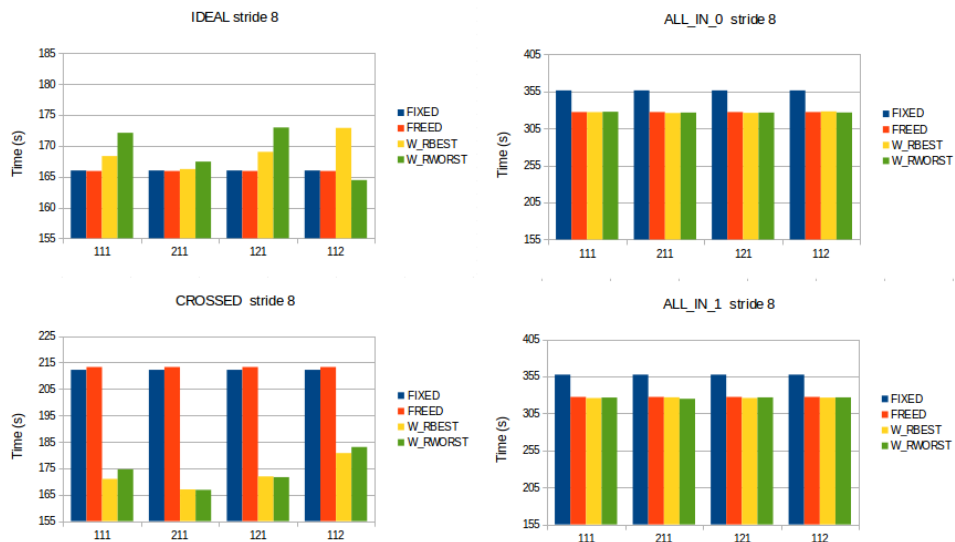 IDEAL stride 8
Time (s)
185
180
175
170
165
160
155
111 211 121 112
FIXED
FREED
W_RBEST
W_RWORST
ALL_IN_0 stride 8
Time (s)
405
355
305
255
205
155
111 211 121 112
FIXED
FREED
W_RBEST
W_RWORST
CROSSED stride 8
Time (s)
225
215
205
195
185
175
165
155
111 211 121 112
FIXED
FREED
W_RBEST
W_RWORST
ALL_IN_1 stride 8
Time (s)
405
355
305
255
205
155
111 211 121 112
FIXED
FREED
W_RBEST
W_RWORST